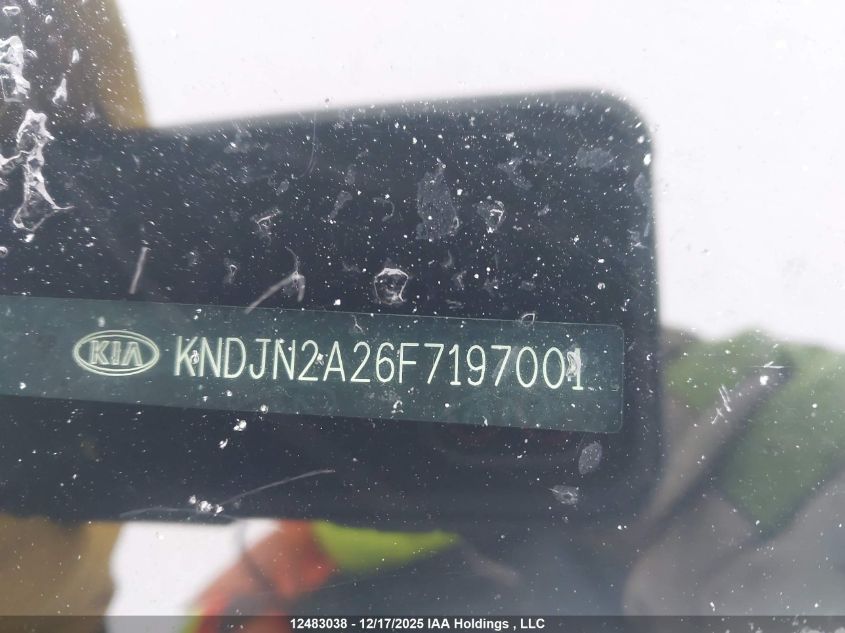 KIA KNDJN2A26F7197001
12483038 - 12/17/2025 IAA Holdings , LLC